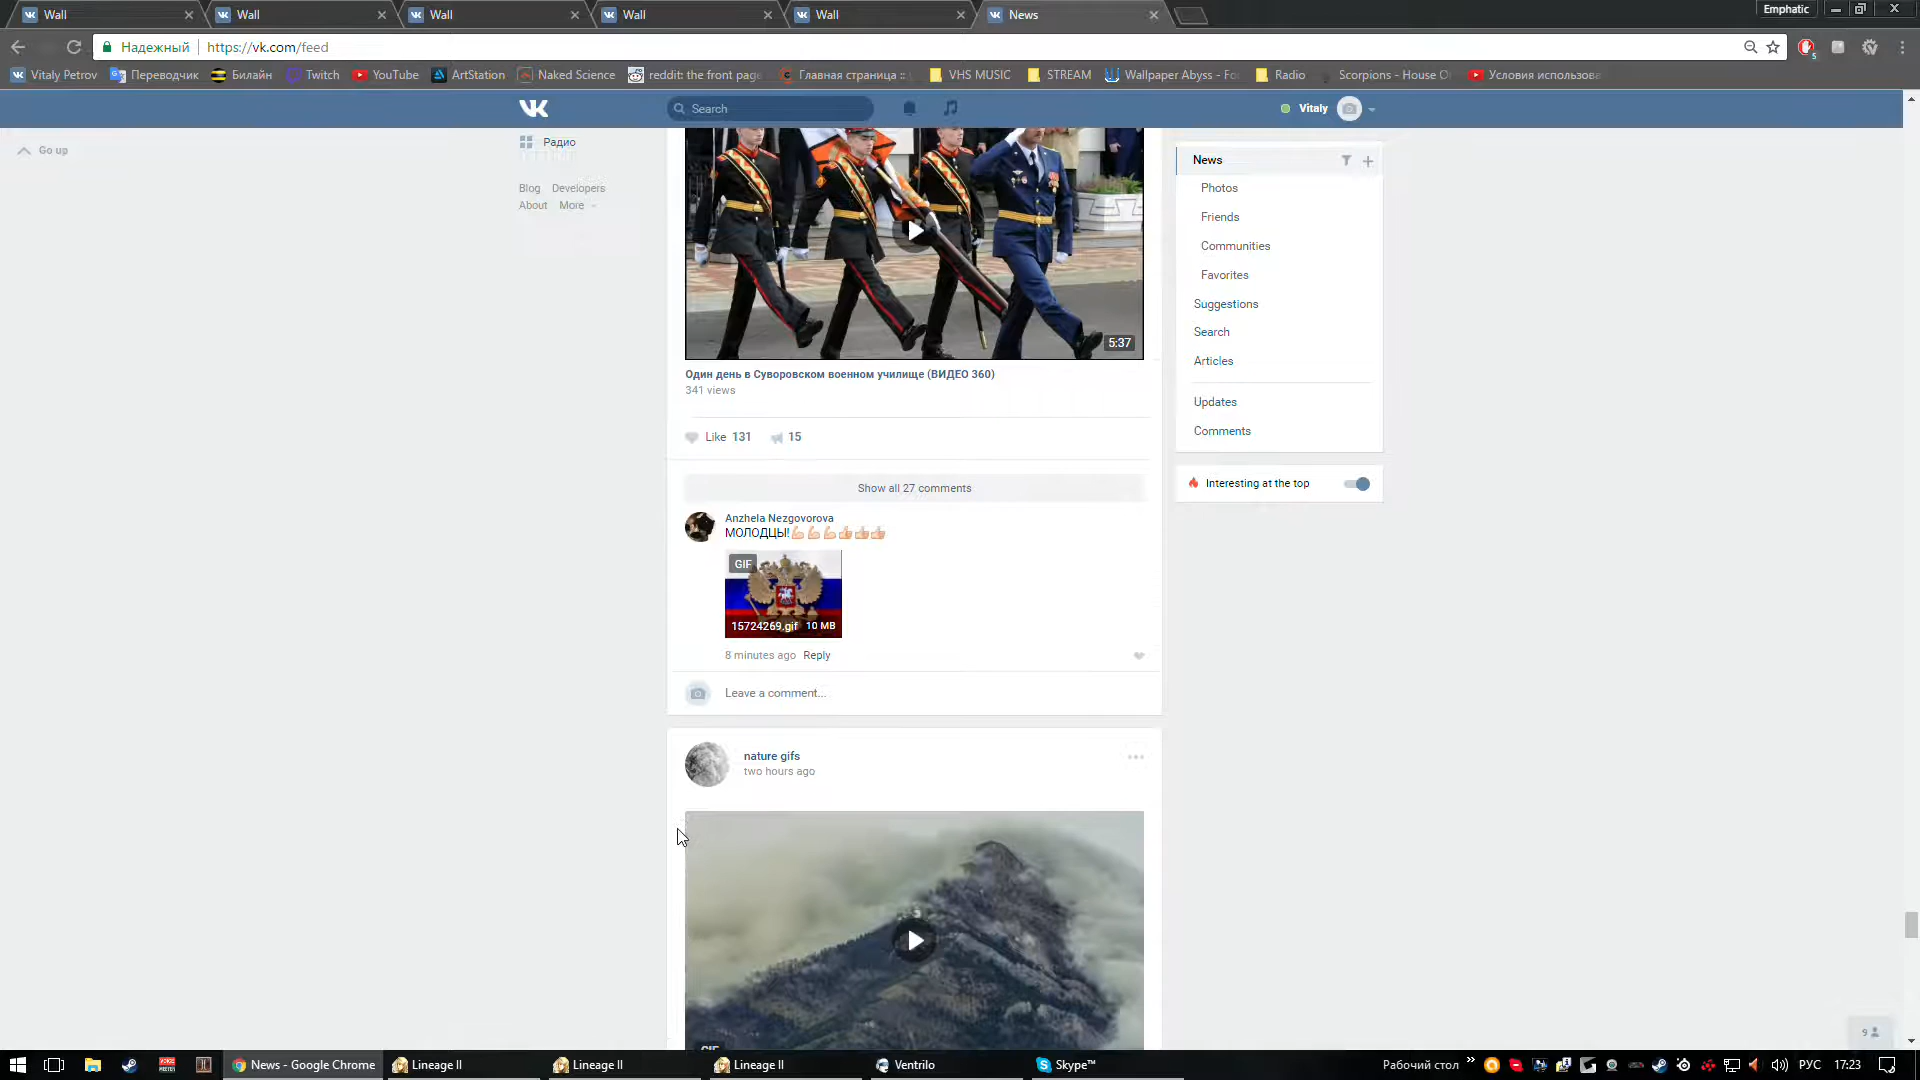 Wall
Wall
Wall
Wall
Wall
News
Emphatic
Надежный
https://vk.com/feed
Vitaly Petrov
Переводчик
Билайн
Twitch
YouTube
ArtStation
Naked Science
reddit: the front page
Главная страница ::
VHS MUSIC
STREAM
Wallpaper Abyss - Fo
Radio
Scorpions - House O
Условия использова
Search
Vitaly
Go up
Радио
Blog Developers
About More
5:37
Один день в Суворовском военном училище (ВИДЕО 360)
341 views
Like 131 15
Show all 27 comments
Anzhela Nezgovorova
МОЛОДЦЫ!
GIF
15724269.gif 10 MB
8 minutes ago Reply
Leave a comment...
nature gifs
two hours ago
GIF
News
Photos
Friends
Communities
Favorites
Suggestions
Search
Articles
Updates
Comments
Interesting at the top
9
News - Google Chrome
Lineage II
Lineage II
Lineage II
Ventrilo
Skype™
Рабочий стол
РУС
17:23